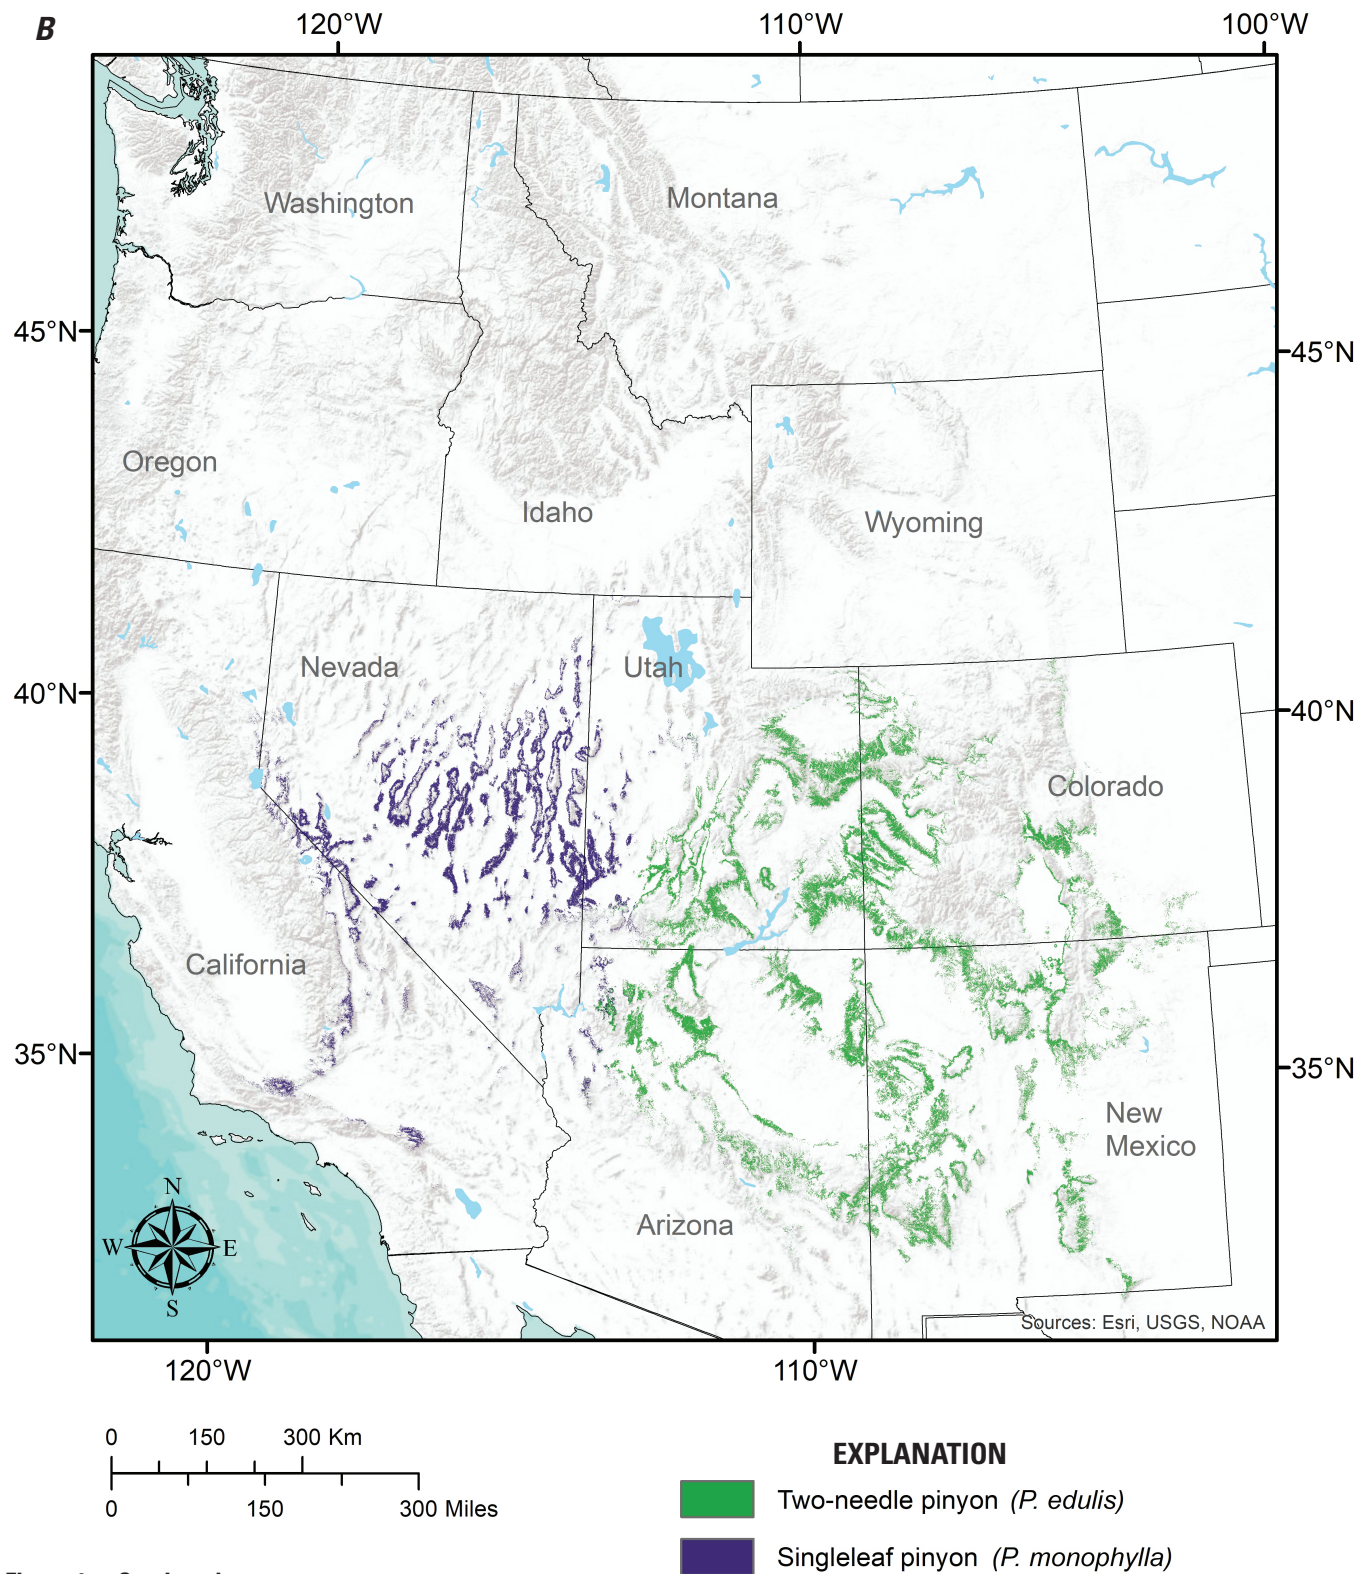 B
120°W 110°W 100°W
Washington
Montana
45°N
45°N
Oregon
Idaho
Wyoming
Nevada
Utah
40°N
40°N
Colorado
California
35°N
35°N
New
Mexico
N
W E
S
Arizona
Sources: Esri, USGS, NOAA
120°W 110°W
0 150 300 Km
0 150 300 Miles
EXPLANATION
Two-needle pinyon (P. edulis)
Singleleaf pinyon (P. monophylla)